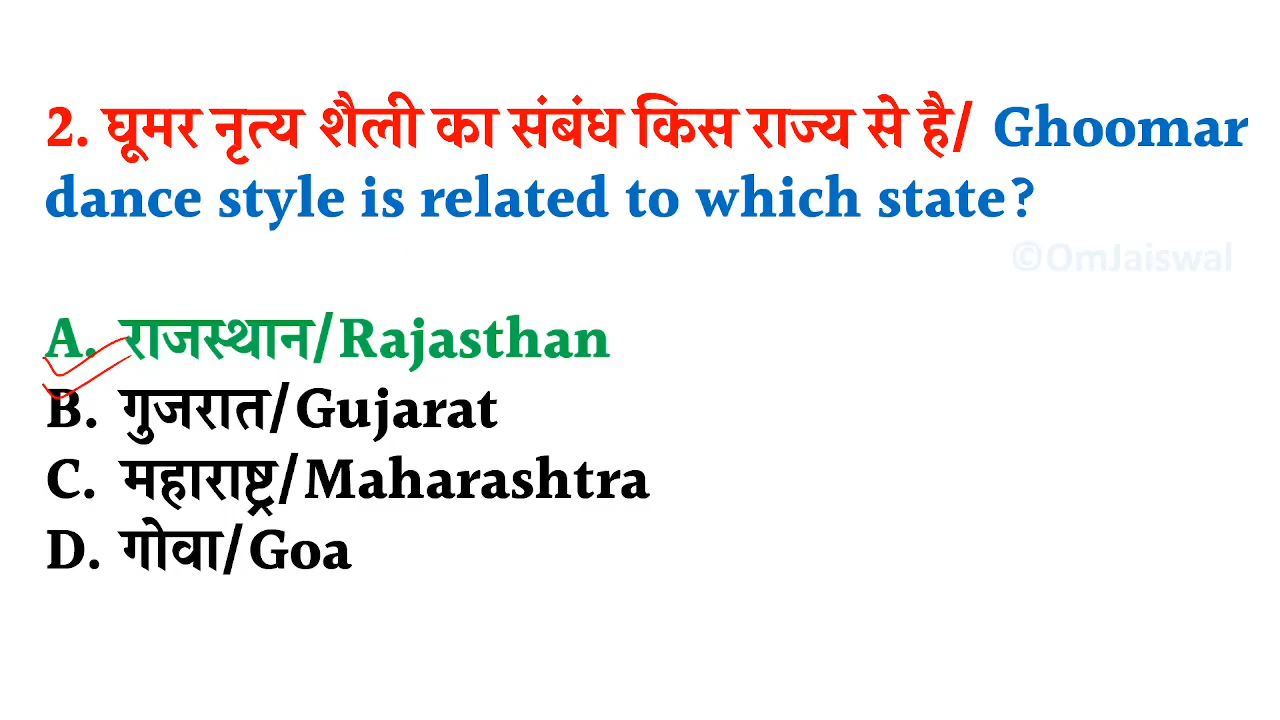 2. घूमर नृत्य शैली का संबंध किस राज्य से है/ Ghoomar
dance style is related to which state?
©OmJaiswal
A. राजस्थान/Rajasthan
B. गुजरात/Gujarat
C. महाराष्ट्र/Maharashtra
D. गोवा/Goa